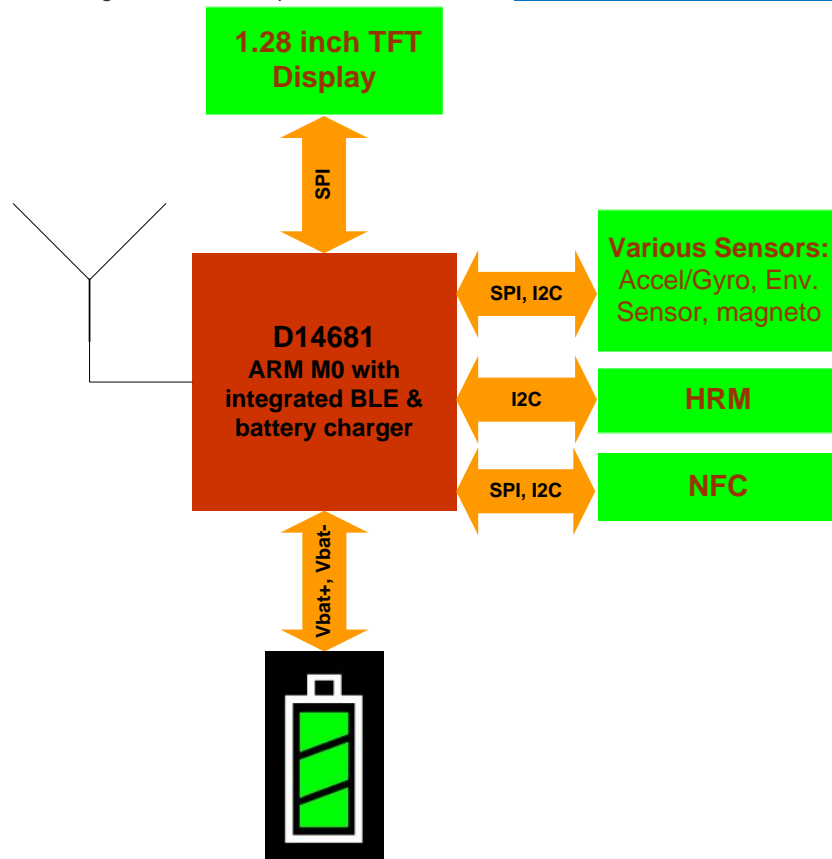 1.28 inch TFT
Display
SPI
D14681
ARM M0 with
integrated BLE &
battery charger
SPI, I2C
Various Sensors:
Accel/Gyro, Env.
Sensor, magneto
I2C
HRM
SPI, I2C
NFC
Vbat+, Vbat-